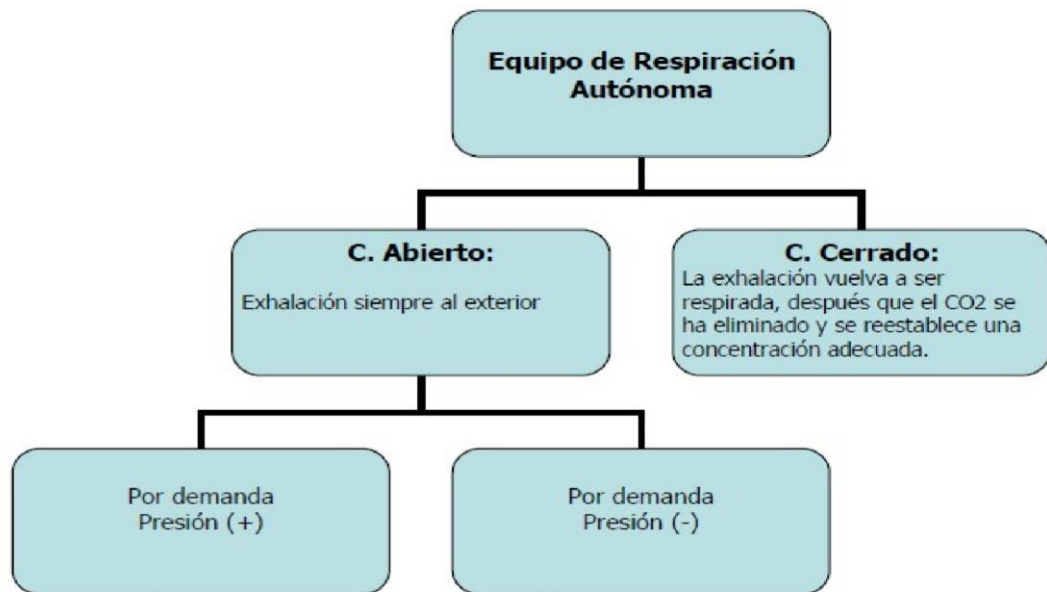 Equipo de Respiración
Autónoma
C. Abierto:
Exhalación siempre al exterior
C. Cerrado:
La exhalación vuelva a ser
respirada, después que el CO2 se
ha eliminado y se reestablece una
concentración adecuada.
Por demanda
Presión (+)
Por demanda
Presión (-)